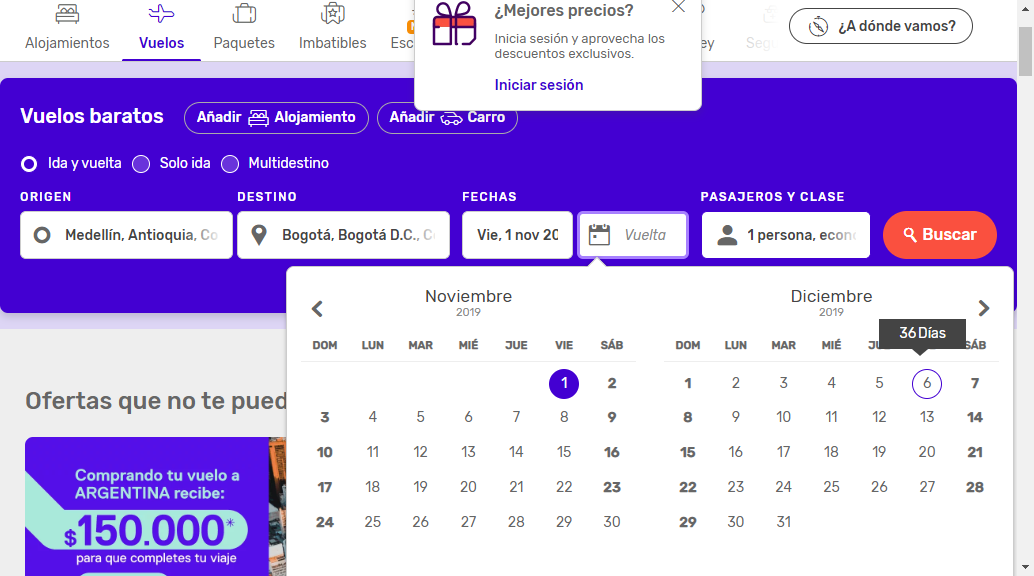 ¿Mejores precios?
Inicia sesión y aprovecha los
descuentos exclusivos.
Iniciar sesión
Alojamientos
Vuelos
Paquetes
Imbatibles
¿A dónde vamos?
Vuelos baratos
Añadir Alojamiento
Añadir Carro
Ida y vuelta
Solo ida
Multidestino
ORIGEN
DESTINO
FECHAS
PASAJEROS Y CLASE
Medellín, Antioquia, Co
Bogotá, Bogotá D.C., C
Vie, 1 nov 20
Vuelta
1 persona, econ
Buscar
Noviembre
2019
DOM LUN MAR MIÉ JUE VIE SÁB
1 2
3 4 5 6 7 8 9
10 11 12 13 14 15 16
17 18 19 20 21 22 23
24 25 26 27 28 29 30
Diciembre
2019
36 Días
DOM LUN MAR MIÉ SÁB
1 2 3 4 5 6 7
8 9 10 11 12 13 14
15 16 17 18 19 20 21
22 23 24 25 26 27 28
29 30 31
Ofertas que no te pued
Comprando tu vuelo a
ARGENTINA recibe:
$150.000*
para que completes tu viaje